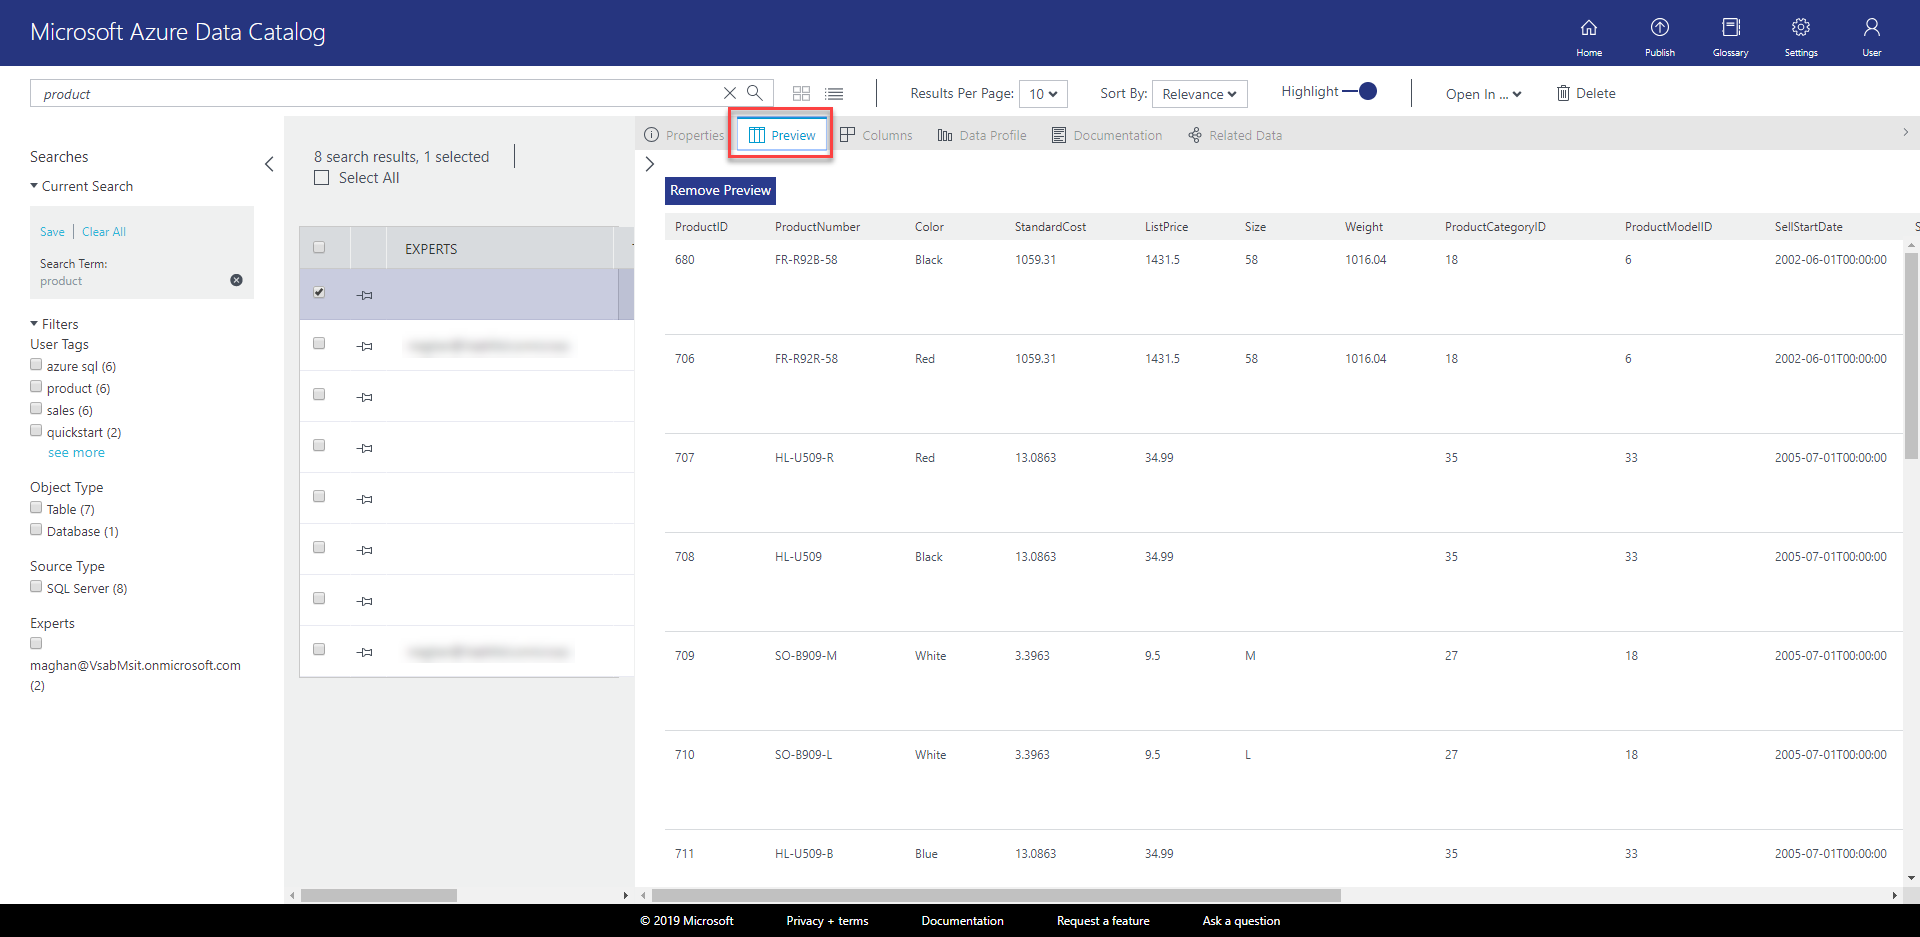 Microsoft Azure Data Catalog
Home
Publish
Glossary
Settings
User
product
Results Per Page: 10
Sort By: Relevance
Highlight
Open In ...
Delete
Searches
Current Search
Save | Clear All
Search Term:
product
Filters
User Tags
azure sql (6)
product (6)
sales (6)
quickstart (2)
see more
Object Type
Table (7)
Database (1)
Source Type
SQL Server (8)
Experts
maghan@VsabMsit.onmicrosoft.com
(2)
8 search results, 1 selected
Select All
EXPERTS
Properties
Preview
Columns
Data Profile
Documentation
Related Data
Remove Preview
ProductID ProductNumber Color StandardCost ListPrice Size Weight ProductCategoryID ProductModelID SellStartDate S
680 FR-R92B-58 Black 1059.31 1431.5 58 1016.04 18 6 2002-06-01T00:00:00
706 FR-R92R-58 Red 1059.31 1431.5 58 1016.04 18 6 2002-06-01T00:00:00
707 HL-U509-R Red 13.0863 34.99 35 33 2005-07-01T00:00:00
708 HL-U509 Black 13.0863 34.99 35 33 2005-07-01T00:00:00
709 SO-B909-M White 3.3963 9.5 M 27 18 2005-07-01T00:00:00
710 SO-B909-L White 3.3963 9.5 L 27 18 2005-07-01T00:00:00
711 HL-U509-B Blue 13.0863 34.99 35 33 2005-07-01T00:00:00
© 2019 Microsoft
Privacy + terms
Documentation
Request a feature
Ask a question